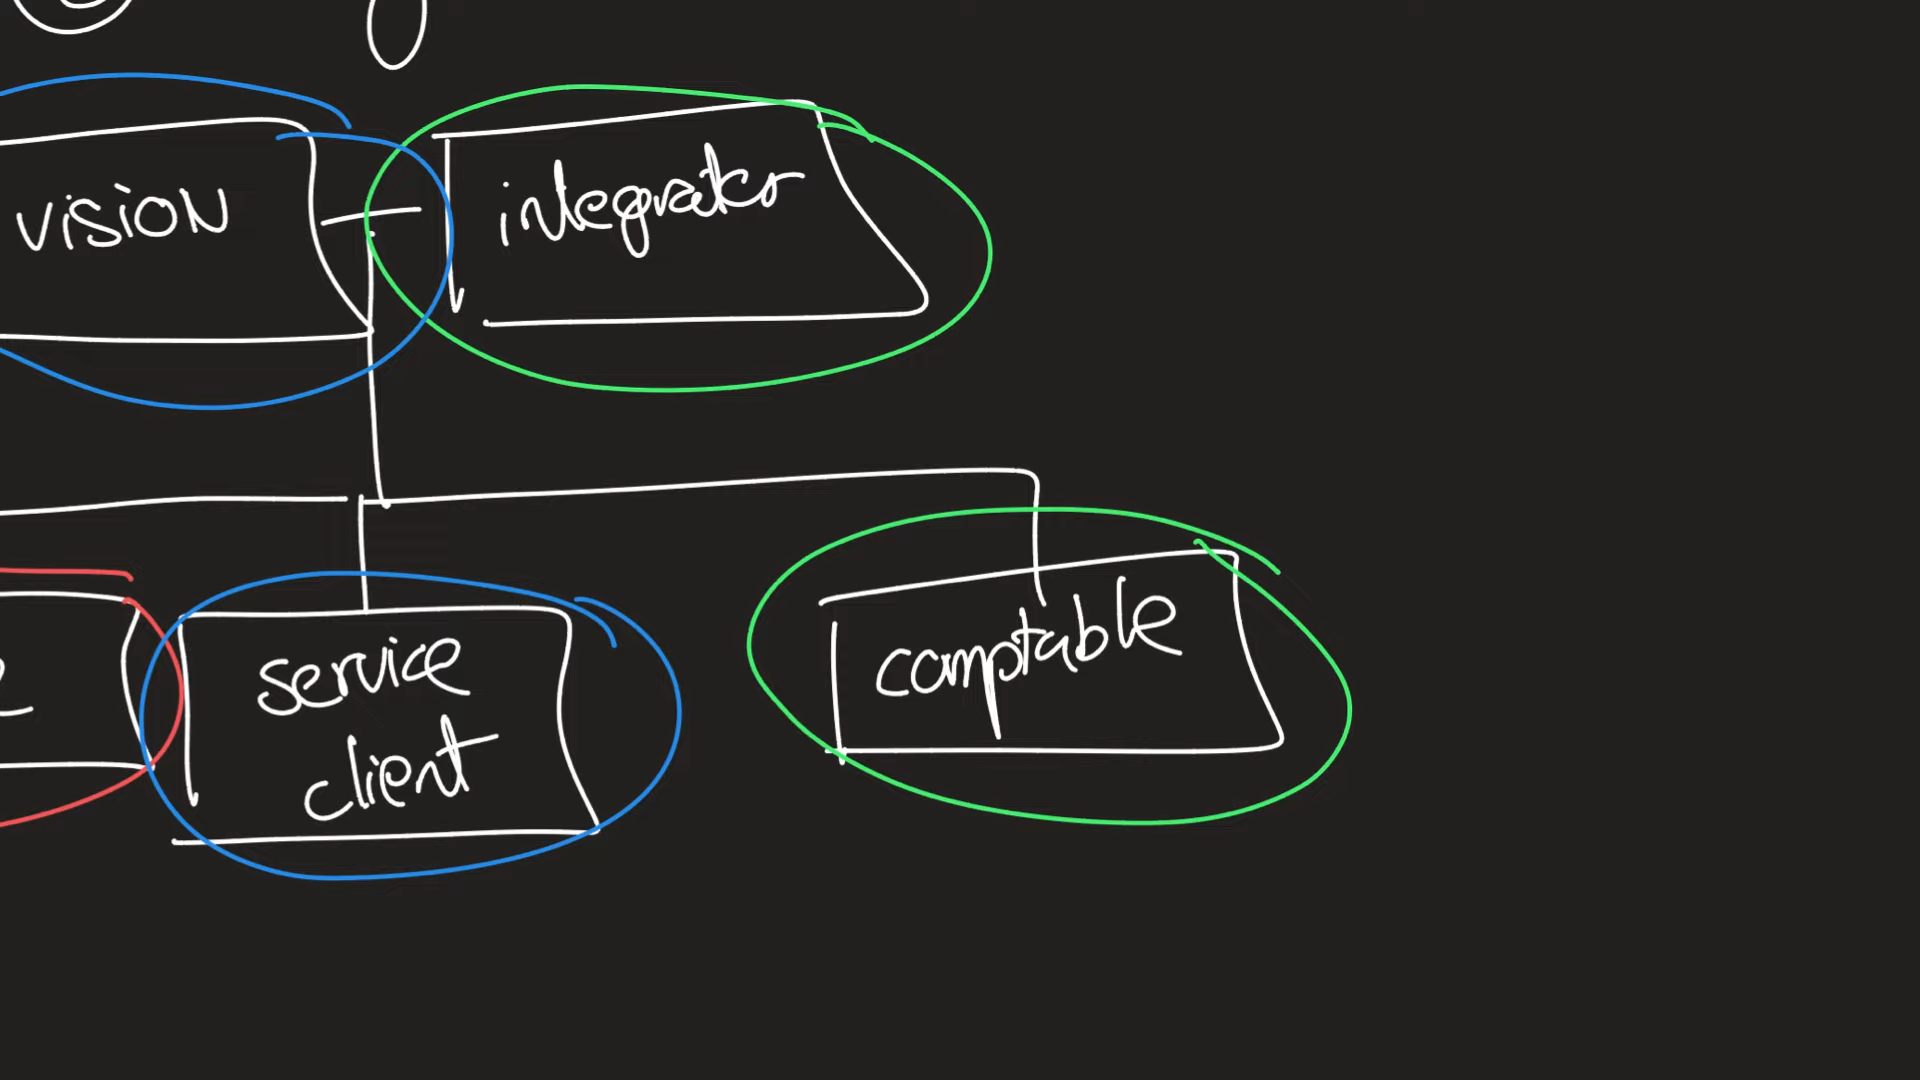 vision
integrator
service
client
comptable